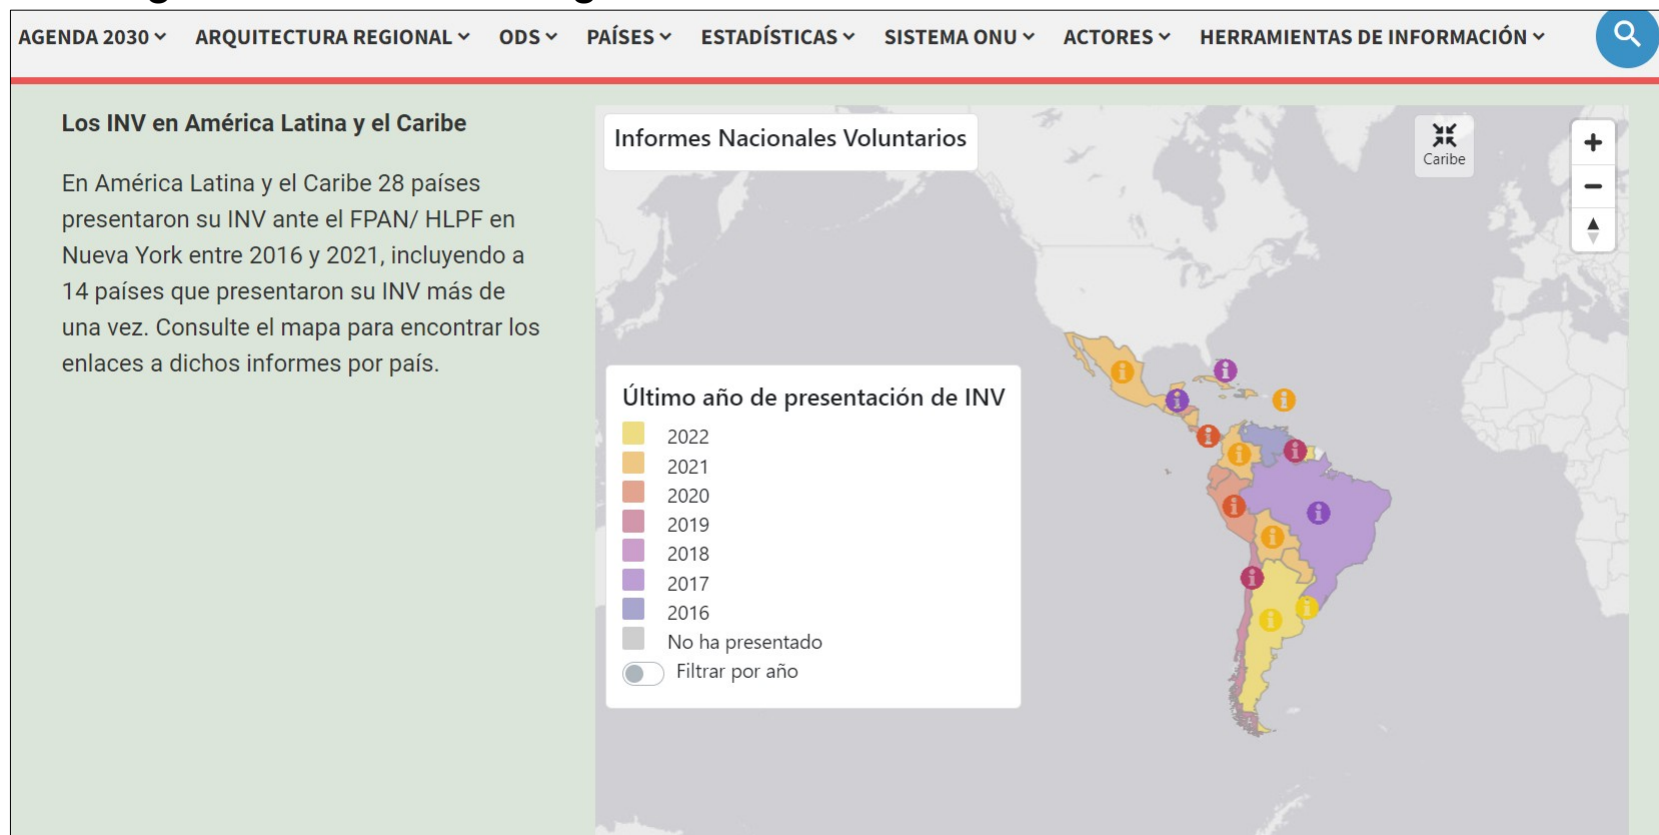 AGENDA 2030 ARQUITECTURA REGIONAL ODS PAÍSES ESTADÍSTICAS SISTEMA ONU ACTORES HERRAMIENTAS DE INFORMACIÓN
Los INV en América Latina y el Caribe
En América Latina y el Caribe 28 países
presentaron su INV ante el FPAN/ HLPF en
Nueva York entre 2016 y 2021, incluyendo a
14 países que presentaron su INV más de
una vez. Consulte el mapa para encontrar los
enlaces a dichos informes por país.
Informes Nacionales Voluntarios
Caribe
Último año de presentación de INV
2022
2021
2020
2019
2018
2017
2016
No ha presentado
Filtrar por año